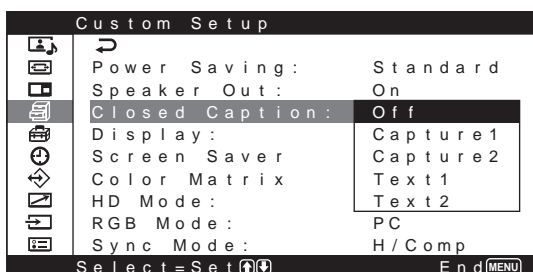 Custom Setup
Power Saving: Standard
Speaker Out: On
Closed Caption: Off
Display: Capture1
Screen Saver Capture2
Color Matrix Text1
HD Mode: Text2
RGB Mode: PC
Sync Mode: H/Comp
Select=Set End MENU